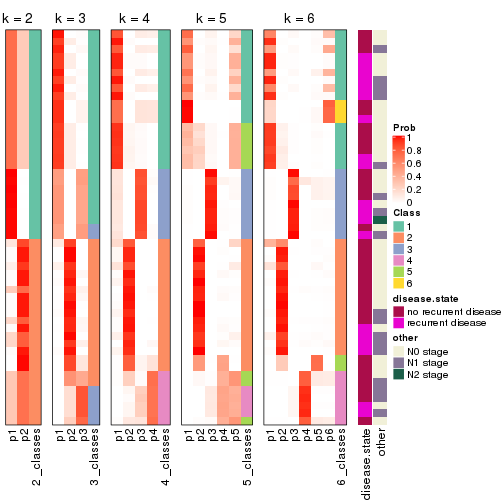 k = 2
k = 3
k = 4
k = 5
k = 6
p1
p2
2_classes
p1
p2
p3
3_classes
p1
p2
p3
p4
4_classes
p1
p2
p3
p4
p5
5_classes
p1
p2
p3
p4
p5
p6
6_classes
disease.state
other
Prob
1
0.8
0.6
0.4
0.2
0
Class
1
2
3
4
5
6
disease.state
no recurrent disease
recurrent disease
other
N0 stage
N1 stage
N2 stage